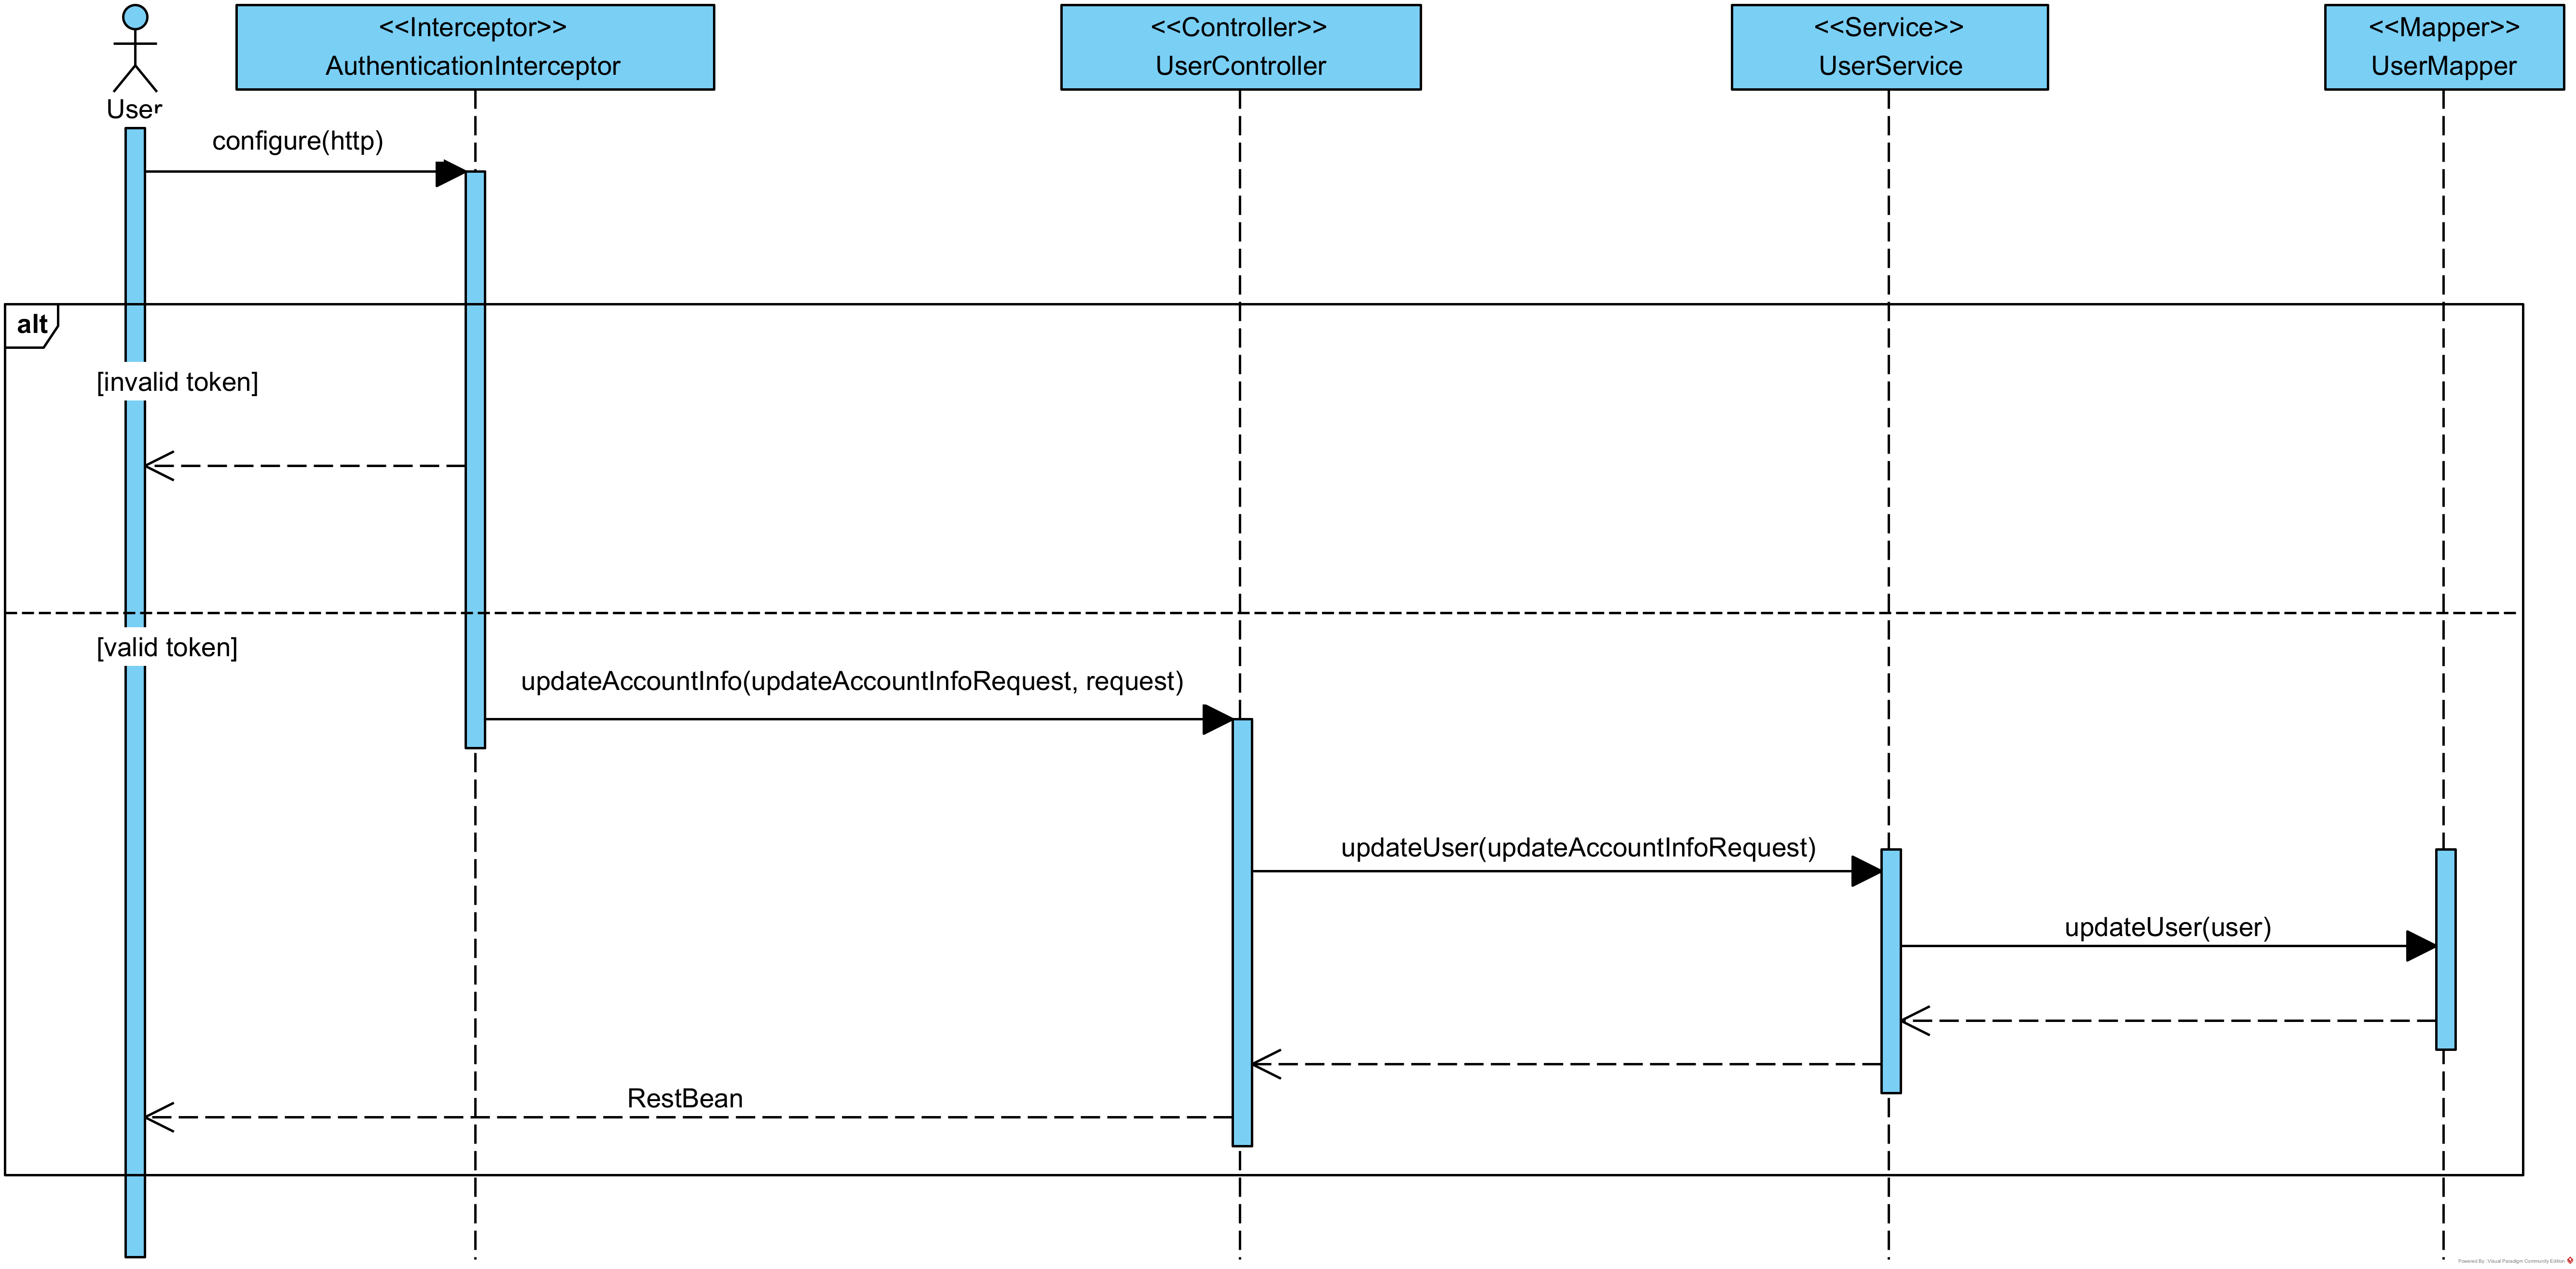 <<Interceptor>>
AuthenticationInterceptor
<<Controller>>
UserController
<<Service>>
UserService
<<Mapper>>
UserMapper
User
configure(http)
alt
[invalid token]
[valid token]
updateAccountInfo(updateAccountInfoRequest, request)
updateUser(updateAccountInfoRequest)
updateUser(user)
RestBean
Powered By: Visual Paradigm Community Edition